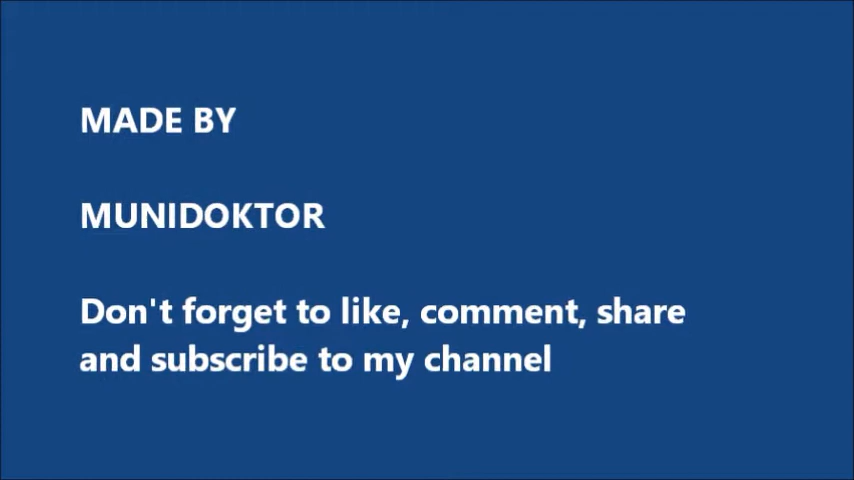 MADE BY
MUNIDOKTOR
Don't forget to like, comment, share
and subscribe to my channel